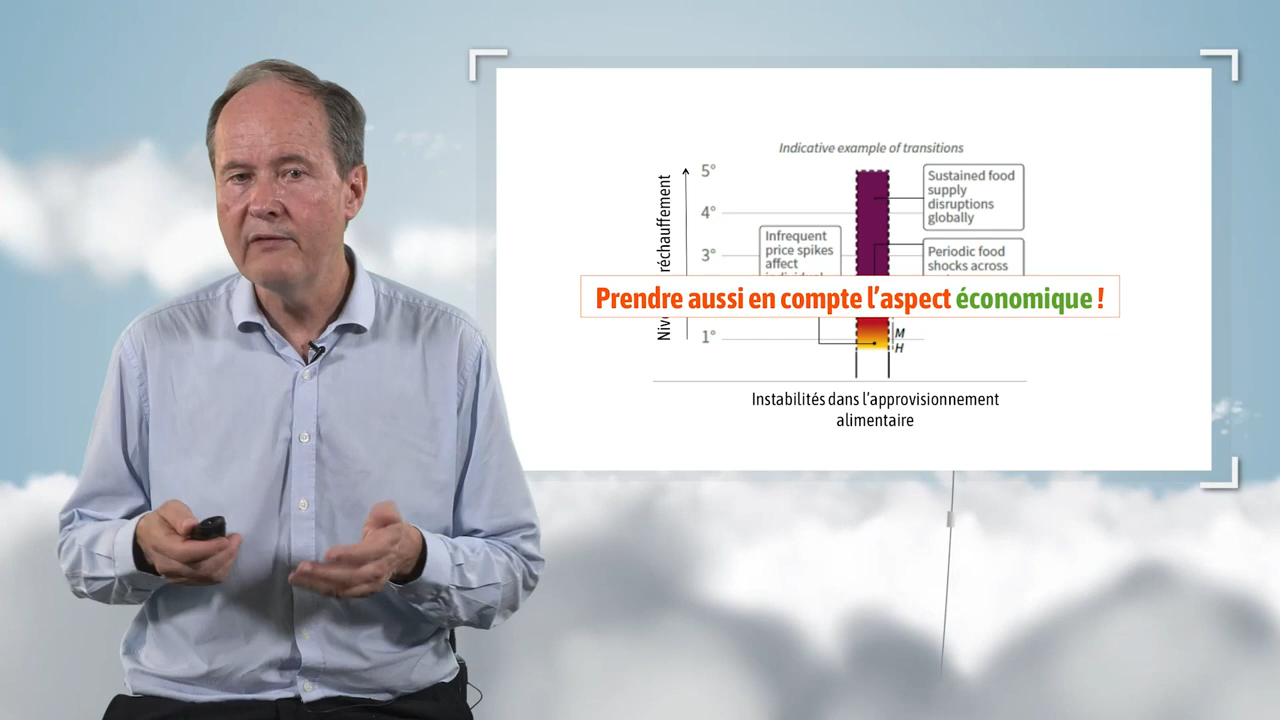 Indicative example of transitions
5°
4°
3°
1°
réchauffement
Infrequent
price spikes
affect
Sustained food
supply
disruptions
globally
Periodic food
shocks across
Prendre aussi en compte l'aspect économique !
M
H
Instabilités dans l'approvisionnement
alimentaire